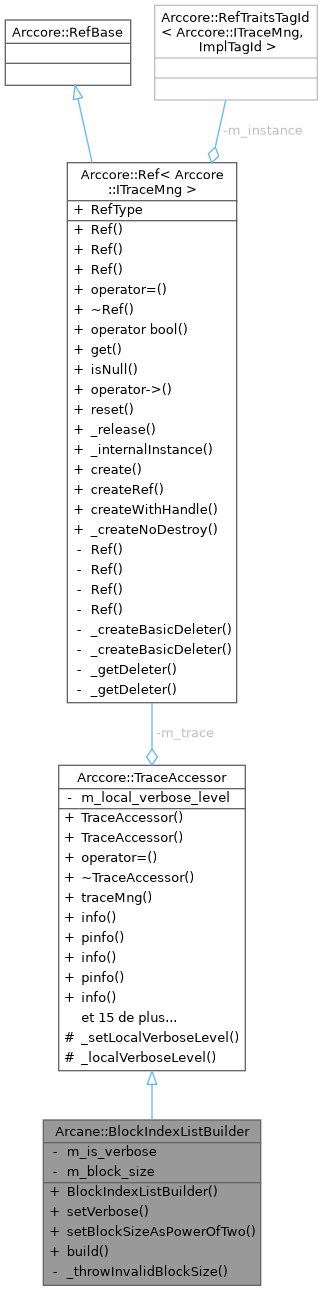 Arccore::RefBase
Arccore::RefTraitsTagId
< Arccore::ITraceMng,
ImplTagId >
-m_instance
Arccore::Ref< Arccore
::ITraceMng >
+ RefType
+ Ref()
+ Ref()
+ Ref()
+ operator=()
+ ~Ref()
+ operator bool()
+ get()
+ isNull()
+ operator->()
+ reset()
+ _release()
+ _internalInstance()
+ create()
+ createRef()
+ createWithHandle()
+ _createNoDestroy()
- Ref()
- Ref()
- Ref()
- Ref()
- _createBasicDeleter()
- _createBasicDeleter()
- _getDeleter()
- _getDeleter()
-m_trace
Arccore::TraceAccessor
- m_local_verbose_level
+ TraceAccessor()
+ TraceAccessor()
+ operator=()
+ ~TraceAccessor()
+ traceMng()
+ info()
+ pinfo()
+ info()
+ pinfo()
+ info()
et 15 de plus...
# _setLocalVerboseLevel()
# _localVerboseLevel()
Arcane::BlockIndexListBuilder
- m_is_verbose
- m_block_size
+ BlockIndexListBuilder()
+ setVerbose()
+ setBlockSizeAsPowerOfTwo()
+ build()
- _throwInvalidBlockSize()